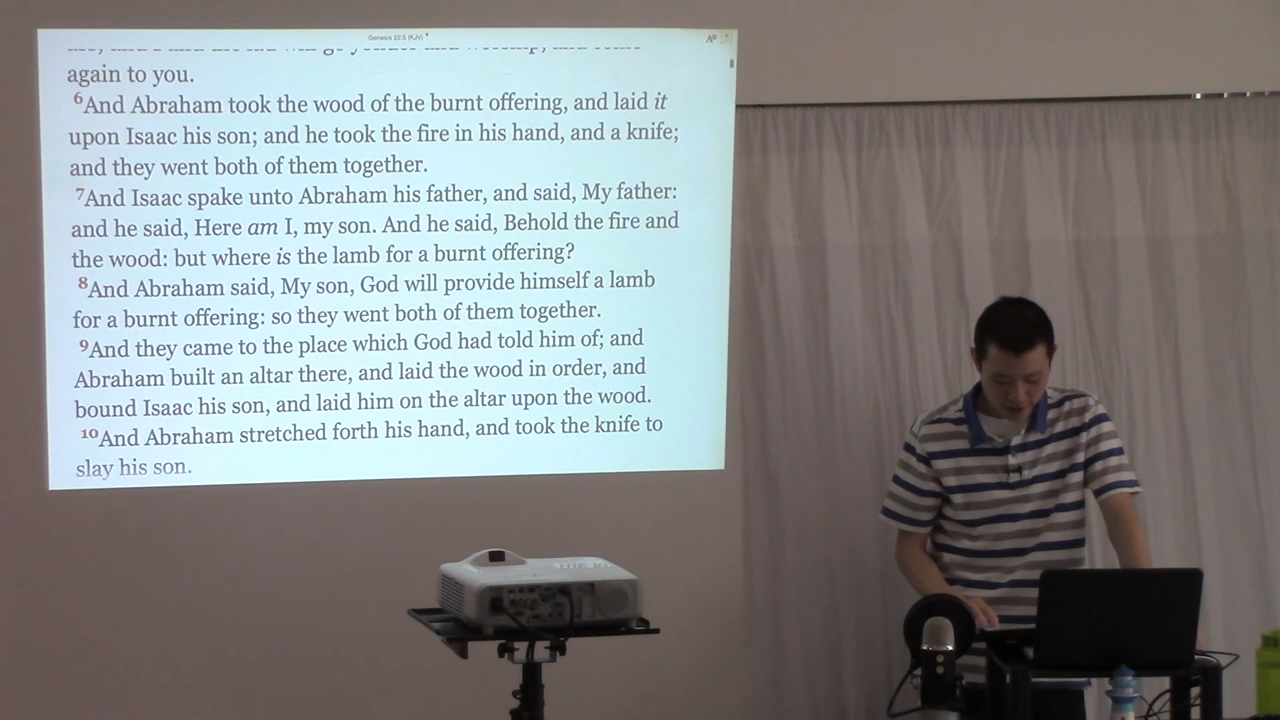 Genesis 22:5 (KJV)
again to you.
6And Abraham took the wood of the burnt offering, and laid it
upon Isaac his son; and he took the fire in his hand, and a knife;
and they went both of them together.
7And Isaac spake unto Abraham his father, and said, My father:
and he said, Here am I, my son. And he said, Behold the fire and
the wood: but where is the lamb for a burnt offering?
8And Abraham said, My son, God will provide himself a lamb
for a burnt offering: so they went both of them together.
9And they came to the place which God had told him of; and
Abraham built an altar there, and laid the wood in order, and
bound Isaac his son, and laid him on the altar upon the wood.
10And Abraham stretched forth his hand, and took the knife to
slay his son.